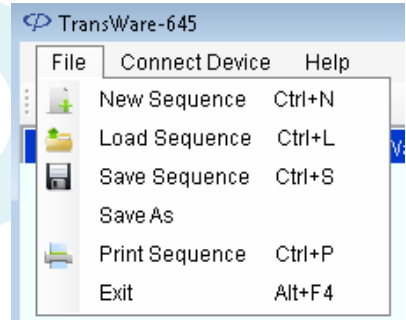 TransWare-645
File Connect Device Help
New Sequence Ctrl+N
Load Sequence Ctrl+L
Save Sequence Ctrl+S
Save As
Print Sequence Ctrl+P
Exit Alt+F4